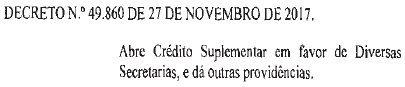 DECRETO N.º 49.860 DE 27 DE NOVEMBRO DE 2017.
Abre Crédito Suplementar em favor de Diversas
Secretarias, e dá outras providências.